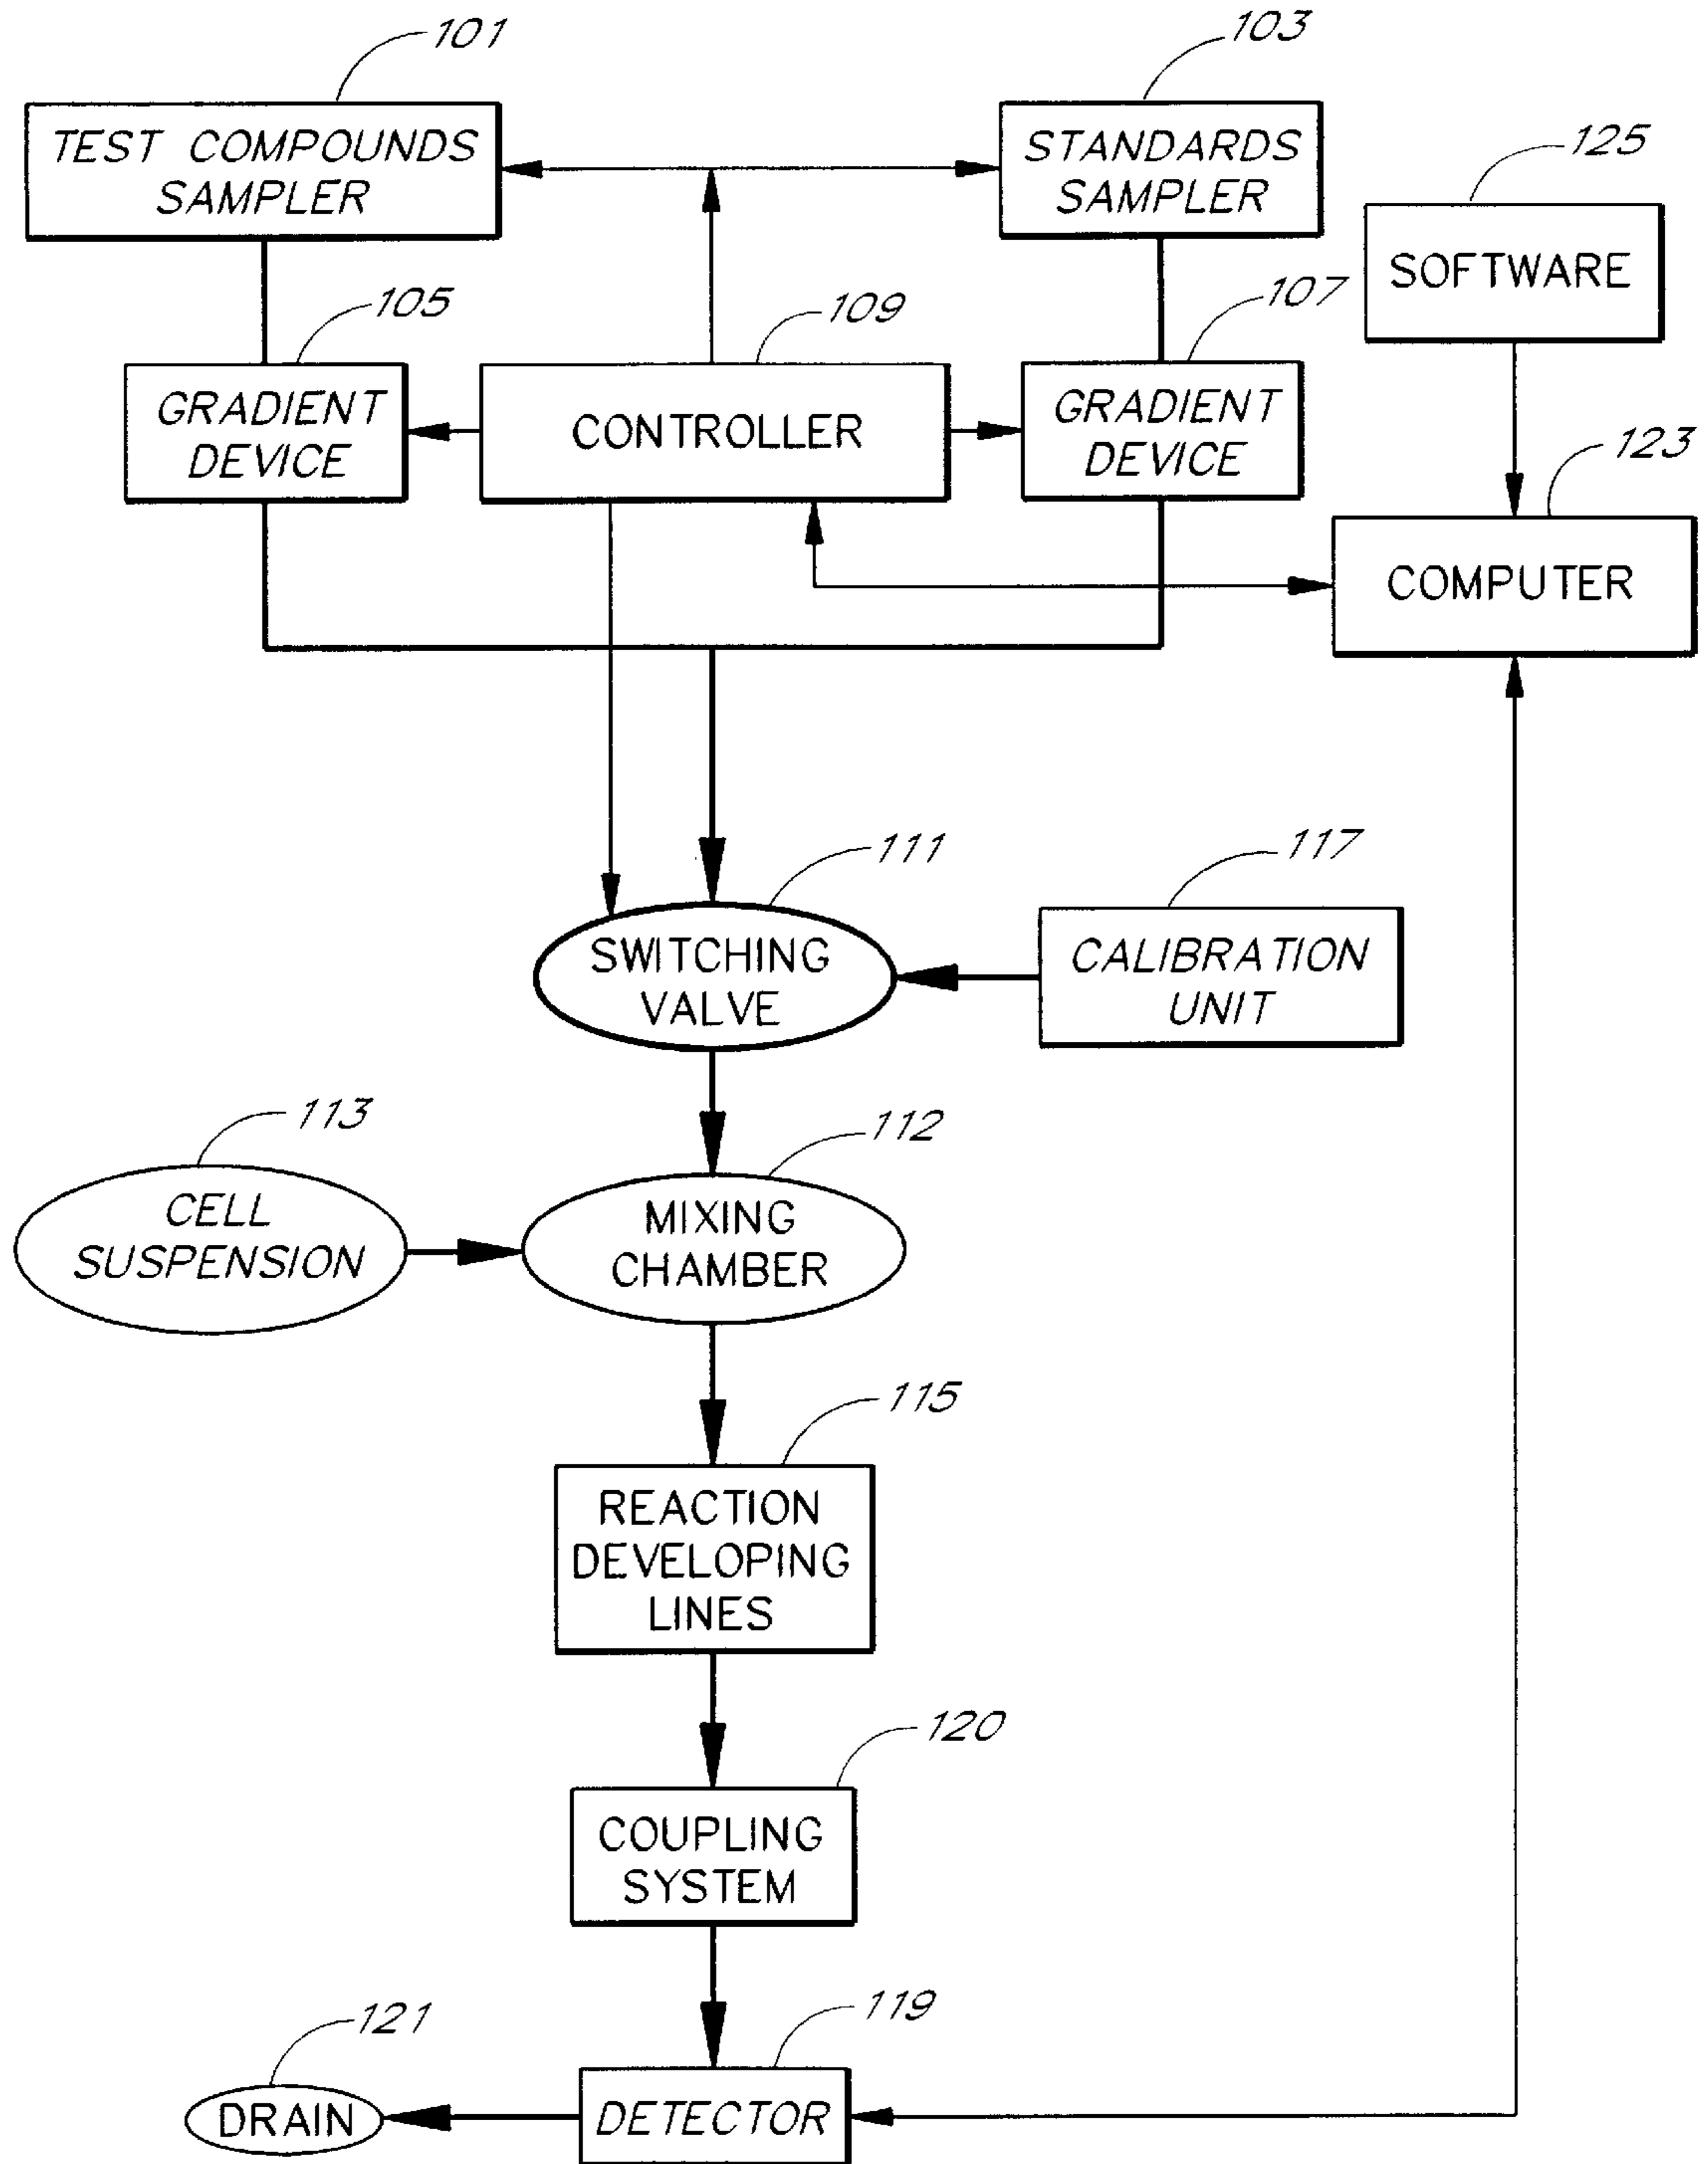 101
103
TEST COMPOUNDS
SAMPLER
STANDARDS
SAMPLER
125
SOFTWARE
105
109
107
GRADIENT
DEVICE
CONTROLLER
GRADIENT
DEVICE
123
COMPUTER
111
117
SWITCHING
VALVE
CALIBRATION
UNIT
113
112
CELL
SUSPENSION
MIXING
CHAMBER
115
REACTION
DEVELOPING
LINES
120
COUPLING
SYSTEM
121
119
DRAIN
DETECTOR